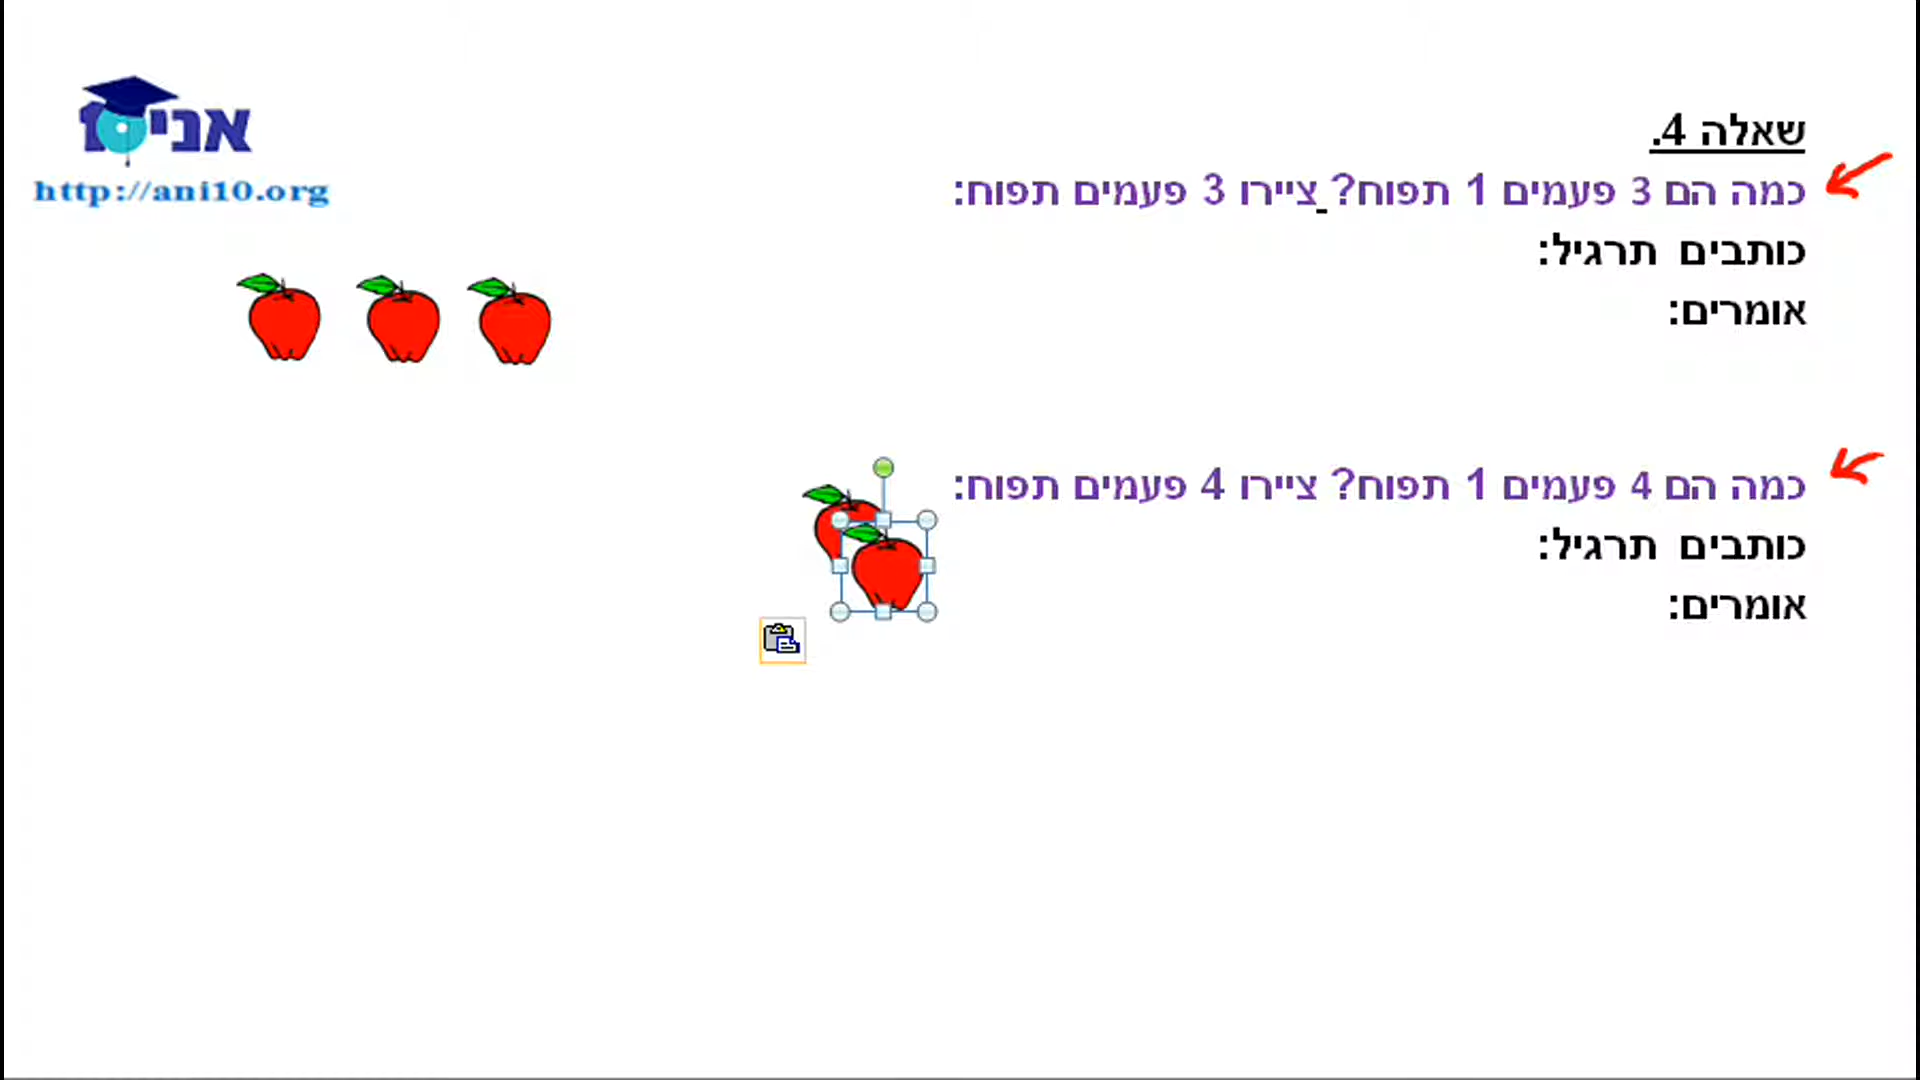 אני10
http://ani10.org
שאלה 4.
כמה הם 3 פעמים 1 תפוח? ציירו 3 פעמים תפוח:
כותבים תרגיל:
אומרים:
כמה הם 4 פעמים 1 תפוח? ציירו 4 פעמים תפוח:
כותבים תרגיל:
אומרים: